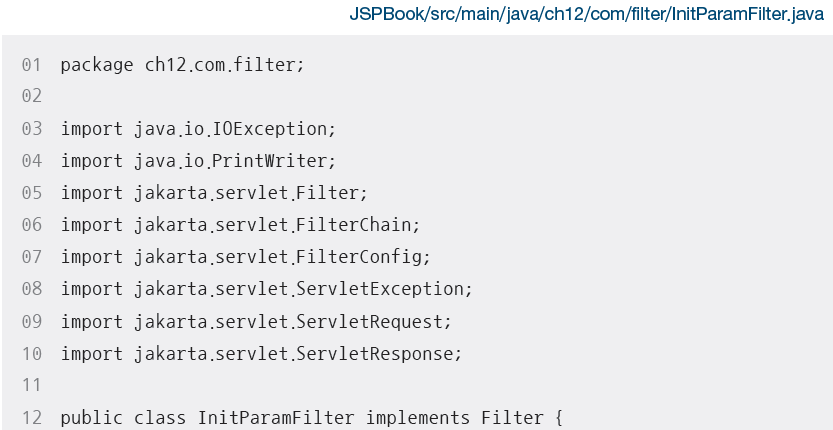 JSPBook/src/main/java/ch12/com/filter/InitParamFilter.java
01 package ch12.com.filter;
02
03 import java.io.IOException;
04 import java.io.PrintWriter;
05 import jakarta.servlet.Filter;
06 import jakarta.servlet.FilterChain;
07 import jakarta.servlet.FilterConfig;
08 import jakarta.servlet.ServletException;
09 import jakarta.servlet.ServletRequest;
10 import jakarta.servlet.ServletResponse;
11
12 public class InitParamFilter implements Filter {